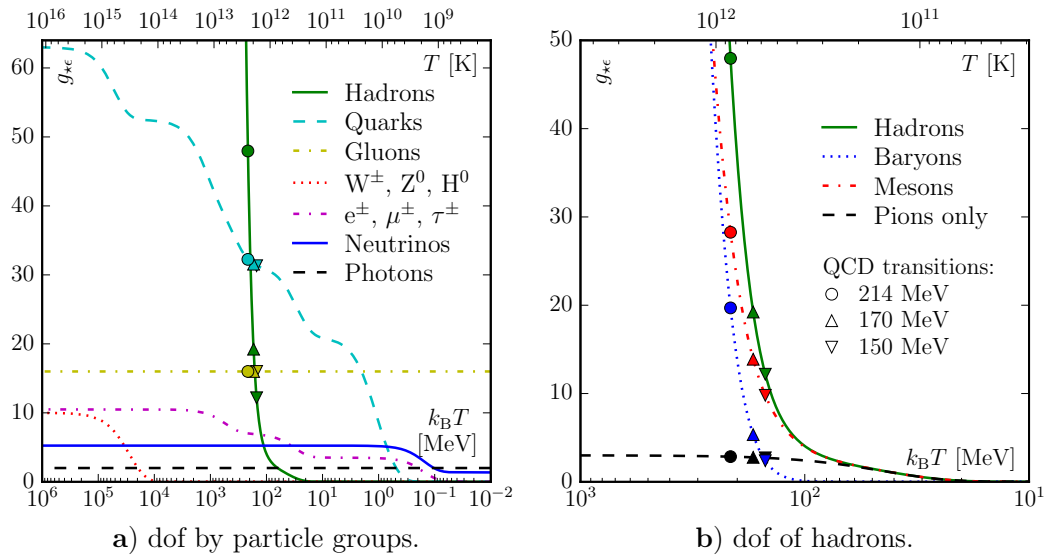 10^16 10^15 10^14 10^13 10^12 10^11 10^10 10^9
g⋆ϵ
T [K]
60
50
40
30
20
10
0
Hadrons
Quarks
Gluons
W^±, Z^0, H^0
e^±, μ^±, τ^±
Neutrinos
Photons
k_B T
[MeV]
10^6 10^5 10^4 10^3 10^2 10^1 10^0 10^-1 10^-2
a) dof by particle groups.
10^12 10^11
g⋆ϵ
T [K]
50
40
30
20
10
0
Hadrons
Baryons
Mesons
Pions only
QCD transitions:
214 MeV
170 MeV
150 MeV
k_B T [MeV]
10^3 10^2 10^1
b) dof of hadrons.